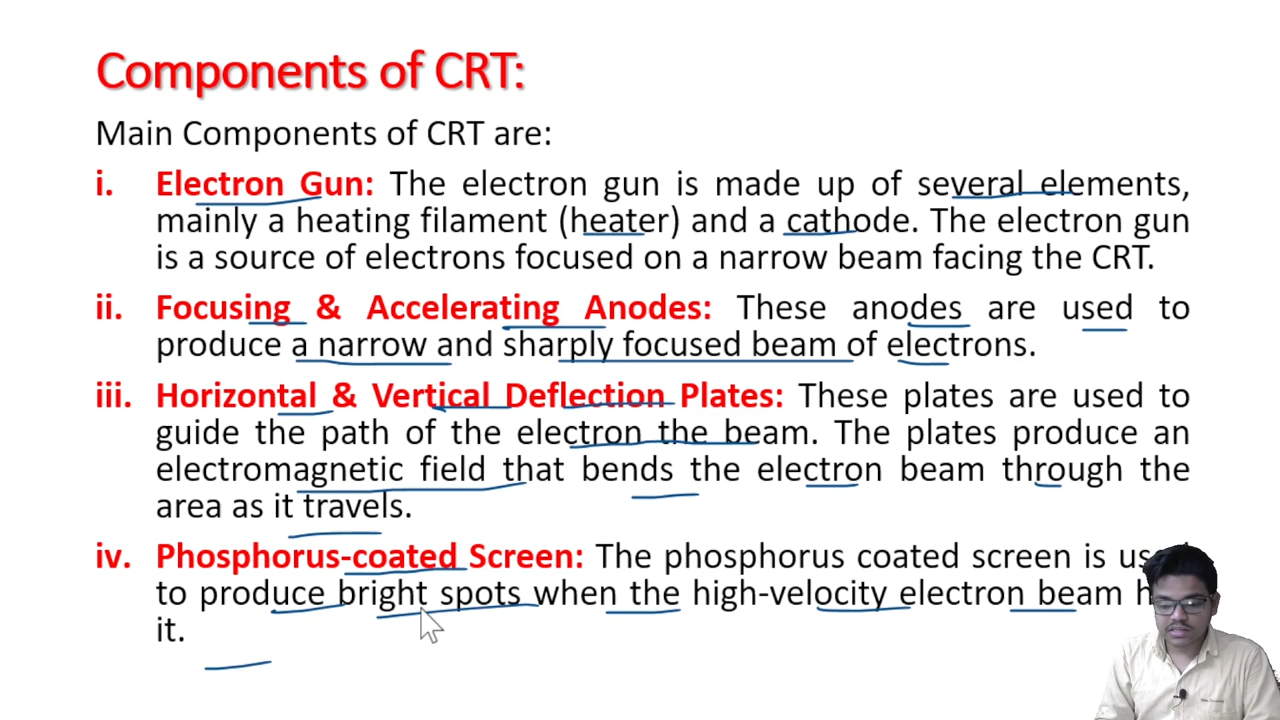 Components of CRT:
Main Components of CRT are:
i. Electron Gun: The electron gun is made up of several elements,
mainly a heating filament (heater) and a cathode. The electron gun
is a source of electrons focused on a narrow beam facing the CRT.
ii. Focusing & Accelerating Anodes: These anodes are used to
produce a narrow and sharply focused beam of electrons.
iii. Horizontal & Vertical Deflection Plates: These plates are used to
guide the path of the electron the beam. The plates produce an
electromagnetic field that bends the electron beam through the
area as it travels.
iv. Phosphorus-coated Screen: The phosphorus coated screen is
to produce bright spots when the high-velocity electron beam
it.